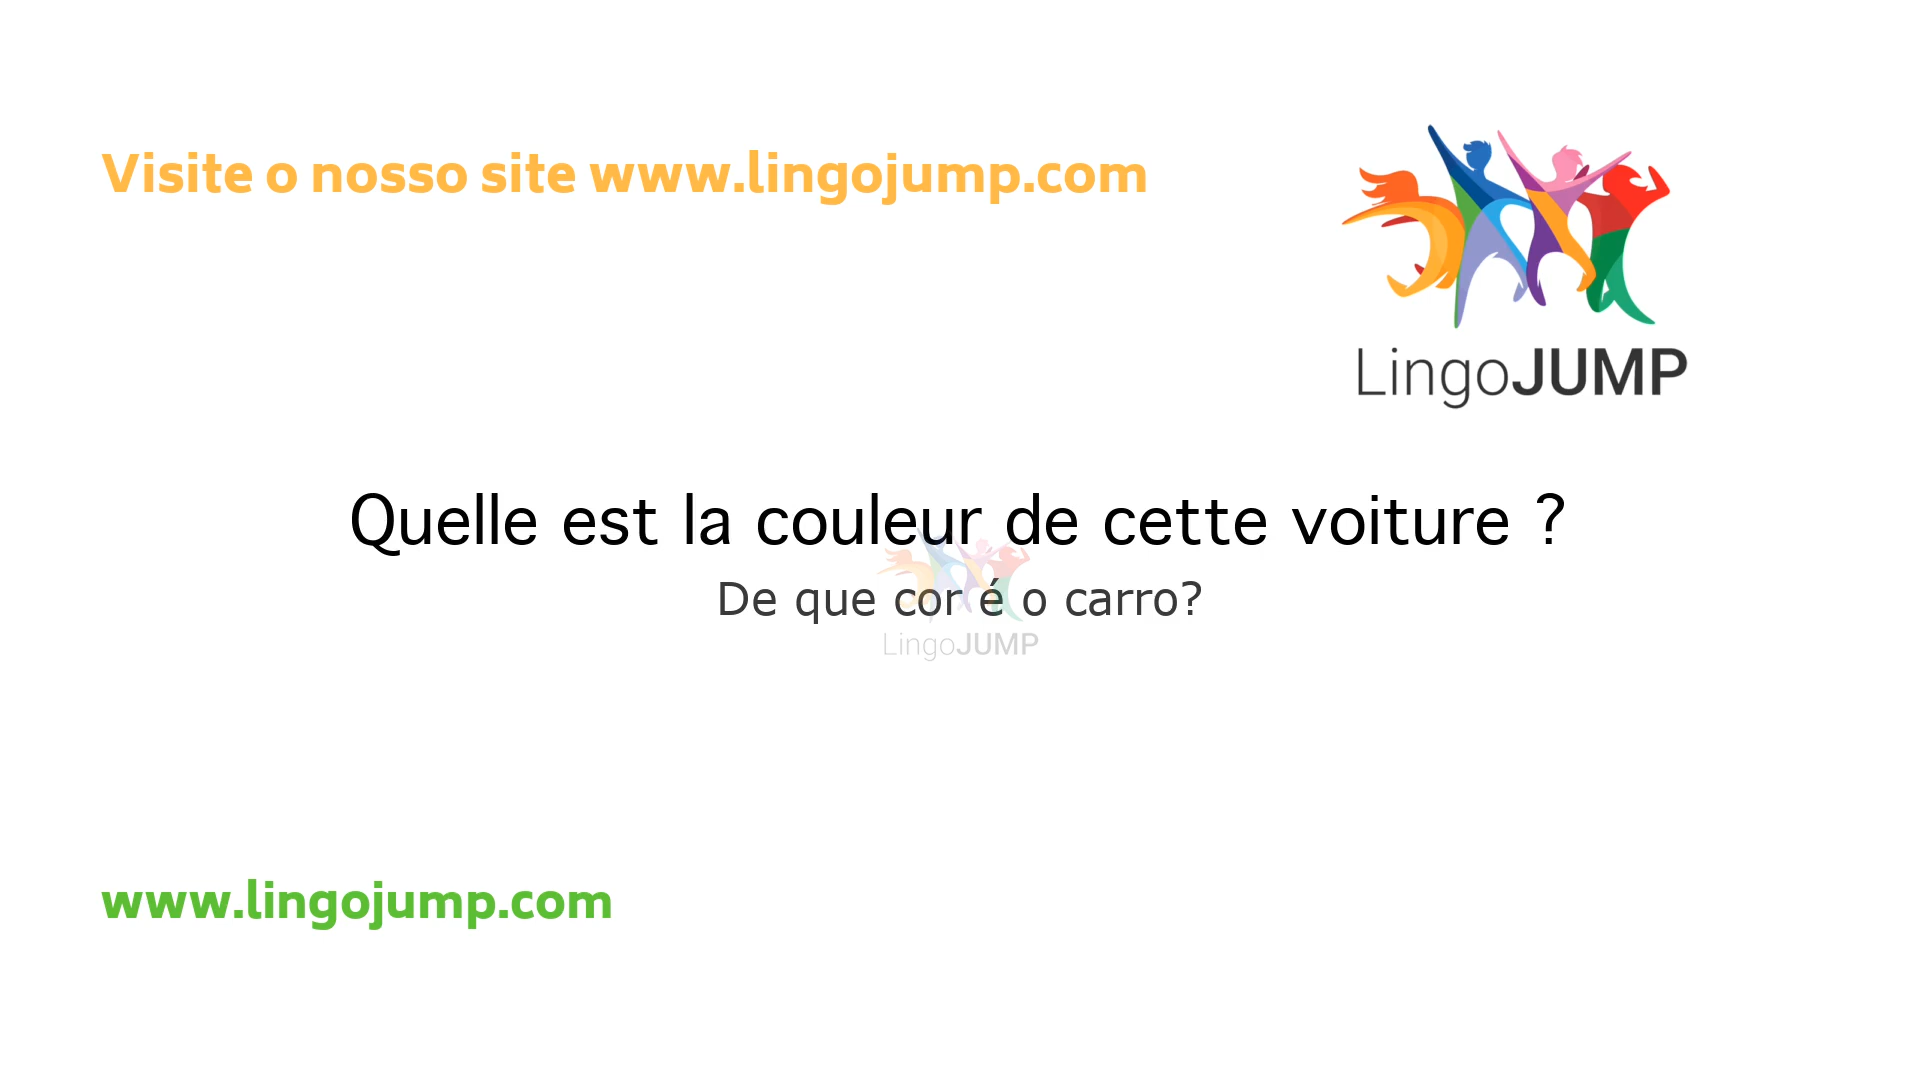 Visite o nosso site www.lingojump.com
LingoJUMP
Quelle est la couleur de cette voiture ?
De que cor é o carro?
LingoJUMP
www.lingojump.com